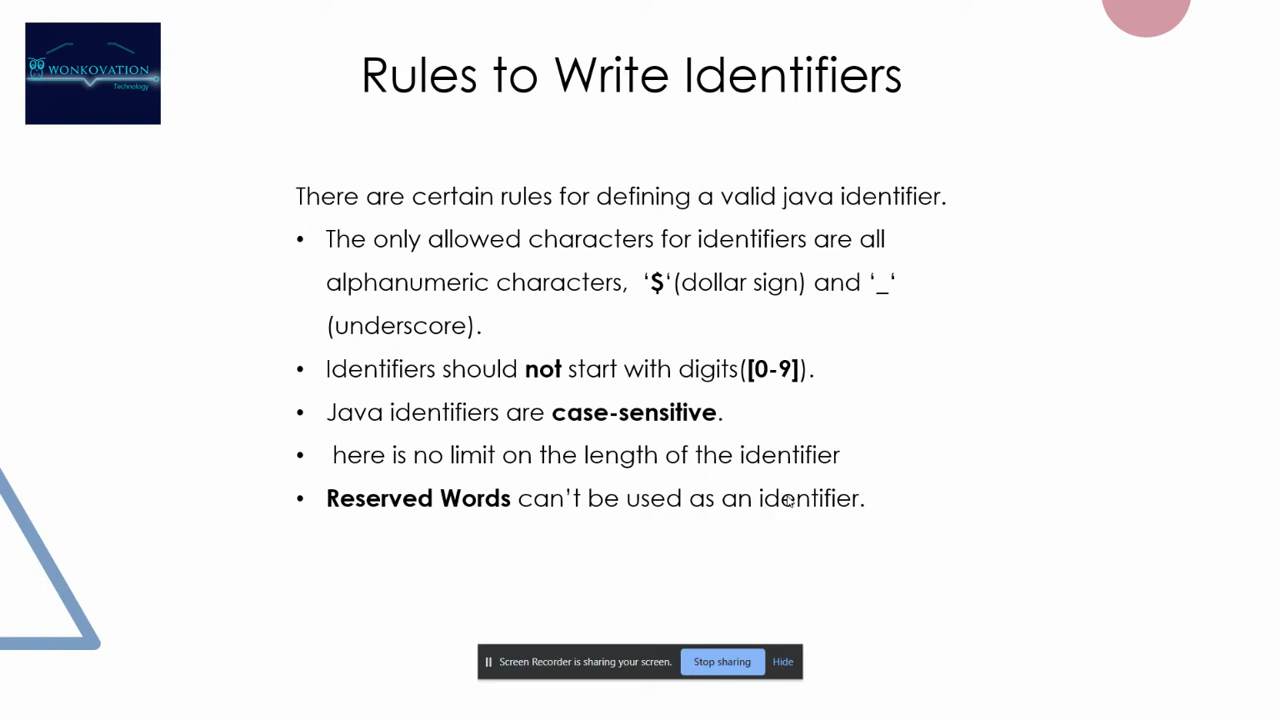 WONKOVATION
Technology
Rules to Write Identifiers
There are certain rules for defining a valid java identifier.
• The only allowed characters for identifiers are all
alphanumeric characters, ‘$‘(dollar sign) and ‘_‘
(underscore).
• Identifiers should not start with digits([0-9]).
• Java identifiers are case-sensitive.
• here is no limit on the length of the identifier
• Reserved Words can’t be used as an identifier.
Screen Recorder is sharing your screen. Stop sharing Hide